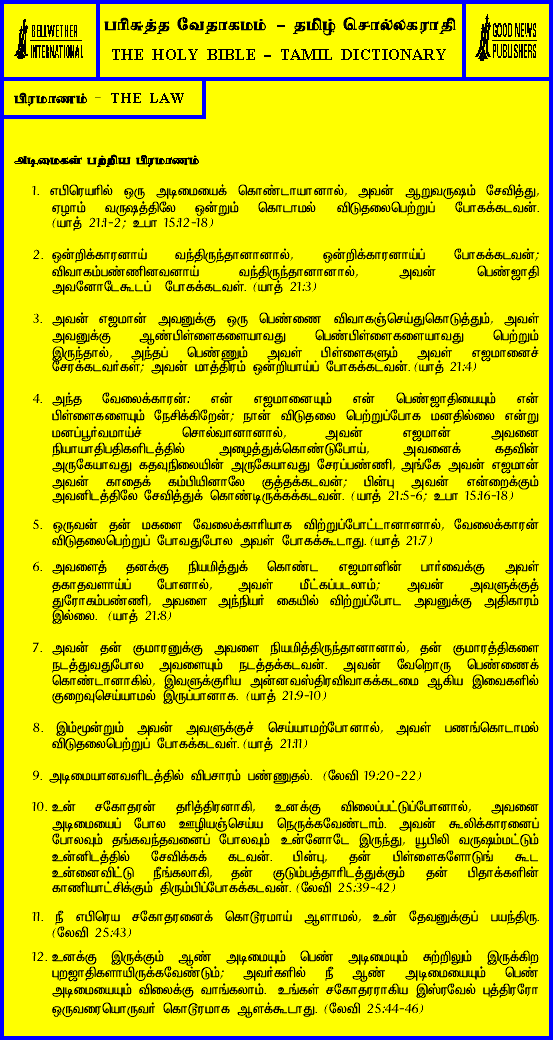 BELLWETHER
INTERNATIONAL
பரிசுத்த வேதாகமம் – தமிழ் சொல்லகராதி
THE HOLY BIBLE – TAMIL DICTIONARY
GOOD NEWS
PUBLISHERS
பிரமாணம் – THE LAW
அடிமைகள் பற்றிய பிரமாணம்
1. எபிரெயரில் ஒரு அடிமையைக் கொண்டாயானால், அவன் ஆறுவருஷம் சேவித்து,
ஏழாம் வருஷத்திலே ஒன்றும் கொடாமல் விடுதலைபெற்றுப் போகக்கடவன்.
(யாத் 21:1-2; உபா 15:12-18)
2. ஒன்றிக்காரனாய் வந்திருந்தானானால், ஒன்றிக்காரனாய்ப் போகக்கடவன்;
விவாகம்பண்ணினவனாய் வந்திருந்தானானால், அவன் பெண்ஜாதி
அவனோடேகூடப் போகக்கடவள். (யாத் 21:3)
3. அவன் எஜமான் அவனுக்கு ஒரு பெண்ணை விவாகஞ்செய்துகொடுத்தும், அவள்
அவனுக்கு ஆண்பிள்ளைகளையாவது பெண்பிள்ளைகளையாவது பெற்றும்
இருந்தால், அந்தப் பெண்ணும் அவள் பிள்ளைகளும் அவள் எஜமானைச்
சேரக்கடவர்கள்; அவன் மாத்திரம் ஒன்றியாய்ப் போகக்கடவன். (யாத் 21:4)
4. அந்த வேலைக்காரன்: என் எஜமானையும் என் பெண்ஜாதியையும் என்
பிள்ளைகளையும் நேசிக்கிறேன்; நான் விடுதலை பெற்றுப்போக மனதில்லை என்று
மனப்பூர்வமாய்ச் சொல்வானானால், அவன் எஜமான் அவனை
நியாயாதிபதிகளிடத்தில் அழைத்துக்கொண்டுபோய், அவனைக் கதவின்
அருகேயாவது கதவுநிலையின் அருகேயாவது சேரப்பண்ணி, அங்கே அவன் எஜமான்
அவன் காதைக் கம்பியினாலே குத்தக்கடவன்; பின்பு அவன் என்றைக்கும்
அவனிடத்திலே சேவித்துக் கொண்டிருக்கக்கடவன். (யாத் 21:5-6; உபா 15:16-18)
5. ஒருவன் தன் மகளை வேலைக்காரியாக விற்றுப்போட்டானானால், வேலைக்காரன்
விடுதலைபெற்றுப் போவதுபோல அவள் போகக்கூடாது. (யாத் 21:7)
6. அவளைத் தனக்கு நியமித்துக் கொண்ட எஜமானின் பார்வைக்கு அவள்
தகாதவளாய்ப் போனால், அவள் மீட்கப்படலாம்; அவன் அவளுக்குத்
துரோகம்பண்ணி, அவளை அந்நியர் கையில் விற்றுப்போட அவனுக்கு அதிகாரம்
இல்லை. (யாத் 21:8)
7. அவன் தன் குமாரனுக்கு அவளை நியமித்திருந்தானானால், தன் குமாரத்திகளை
நடத்துவதுபோல அவளையும் நடத்தக்கடவன். அவன் வேறொரு பெண்ணைக்
கொண்டானாகில், இவளுக்குரிய அன்னவஸ்திரவிவாகக்கடமை ஆகிய இவைகளில்
குறைவுசெய்யாமல் இருப்பானாக. (யாத் 21:9-10)
8. இம்மூன்றும் அவன் அவளுக்குச் செய்யாமற்போனால், அவள் பணங்கொடாமல்
விடுதலைபெற்றுப் போகக்கடவள். (யாத் 21:11)
9. அடிமையானவளிடத்தில் விபசாரம் பண்ணுதல். (லேவி 19:20-22)
10. உன் சகோதரன் தரித்திரனாகி, உனக்கு விலைப்பட்டுப்போனால், அவனை
அடிமையைப் போல ஊழியஞ்செய்ய நெருக்கவேண்டாம். அவன் கூலிக்காரனைப்
போலவும் தங்கவந்தவனைப் போலவும் உன்னோடே இருந்து, யூபிலி வருஷம்மட்டும்
உன்னிடத்தில் சேவிக்கக் கடவன். பின்பு, தன் பிள்ளைகளோடுங் கூட
உன்னைவிட்டு நீங்கலாகி, தன் குடும்பத்தாரிடத்துக்கும் தன் பிதாக்களின்
காணியாட்சிக்கும் திரும்பிப்போகக்கடவன். (லேவி 25:39-42)
11. நீ எபிரெய சகோதரனைக் கொடூரமாய் ஆளாமல், உன் தேவனுக்குப் பயந்திரு.
(லேவி 25:43)
12. உனக்கு இருக்கும் ஆண் அடிமையும் பெண் அடிமையும் சுற்றிலும் இருக்கிற
புறஜாதிகளாயிருக்கவேண்டும்; அவர்களில் நீ ஆண் அடிமையையும் பெண்
அடிமையையும் விலைக்கு வாங்கலாம். உங்கள் சகோதரராகிய இஸ்ரவேல் புத்திரரோ
ஒருவரையொருவர் கொடூரமாக ஆளக்கூடாது. (லேவி 25:44-46)